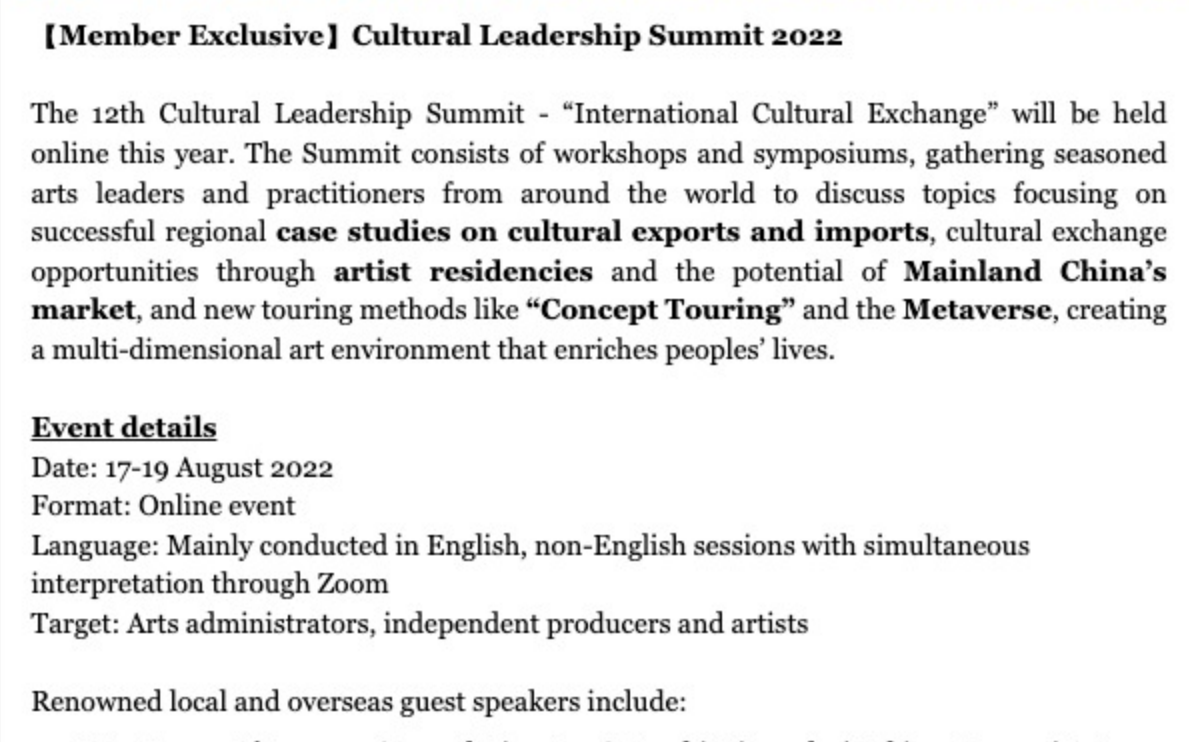 【Member Exclusive】Cultural Leadership Summit 2022
The 12th Cultural Leadership Summit - “International Cultural Exchange” will be held
online this year. The Summit consists of workshops and symposiums, gathering seasoned
arts leaders and practitioners from around the world to discuss topics focusing on
successful regional case studies on cultural exports and imports, cultural exchange
opportunities through artist residencies and the potential of Mainland China’s
market, and new touring methods like “Concept Touring” and the Metaverse, creating
a multi-dimensional art environment that enriches peoples’ lives.
Event details
Date: 17-19 August 2022
Format: Online event
Language: Mainly conducted in English, non-English sessions with simultaneous
interpretation through Zoom
Target: Arts administrators, independent producers and artists
Renowned local and overseas guest speakers include: